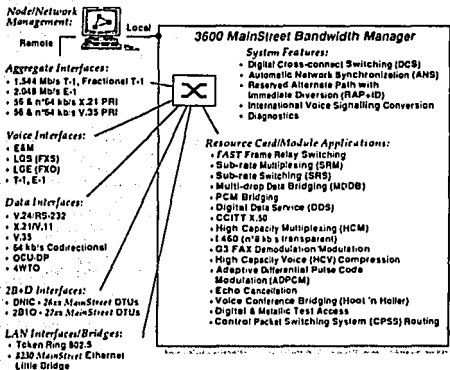 Node/Network
Management:
Remote
Local
Aggregate Interfaces:
• 1.544 Mb/s T-1, Fractional T-1
• 2.048 Mb/s E-1
• 56 & n*64 kb/s X.21 PRI
• 56 & n*64 kb/s V.35 PRI
Voice Interfaces:
• E&M
• LGS (FXS)
• LGE (FXO)
• T-1, E-1
Data Interfaces:
• V.24/RS-232
• X.21/V.11
• V.35
• 64 kb/s Codirectional
• OCU-DP
• 4WTO
2B+D Interfaces:
• DNIC • 26xx MainStreet DTUs
• 2B1Q • 27xx MainStreet DTUs
LAN Interfaces/Bridges:
• Token Ring 802.5
• 8230 MainStreet Ethernet
Little Bridge
3600 MainStreet Bandwidth Manager
System Features:
• Digital Cross-connect Switching (DCS)
• Automatic Network Synchronization (ANS)
• Reserved Alternate Path with
Immediate Diversion (RAP+ID)
• International Voice Signalling Conversion
• Diagnostics
Resource Card/Module Applications:
• FAST Frame Relay Switching
• Sub-rate Multiplexing (SRM)
• Sub-rate Switching (SRS)
• Multi-drop Data Bridging (MDDB)
• PCM Bridging
• Digital Data Service (DDS)
• CCITT X.50
• High Capacity Multiplexing (HCM)
• I.460 (n*8 kb/s transparent)
• G3 FAX Demodulation/Modulation
• High Capacity Voice (HCV) Compression
• Adaptive Differential Pulse Code
Modulation (ADPCM)
• Echo Cancellation
• Voice Conference Bridging (Hoot 'n Holler)
• Digital & Metallic Test Access
• Control Packet Switching System (CPSS) Routing